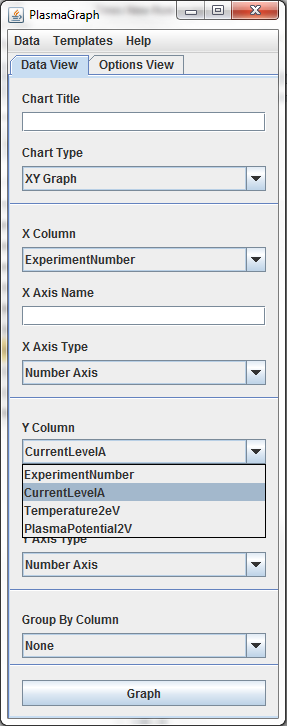 PlasmaGraph
Data Templates Help
Data View Options View
Chart Title
Chart Type
XY Graph
X Column
ExperimentNumber
X Axis Name
X Axis Type
Number Axis
Y Column
CurrentLevelA
ExperimentNumber
CurrentLevelA
Temperature2eV
PlasmaPotential2V
Y Axis Type
Number Axis
Group By Column
None
Graph